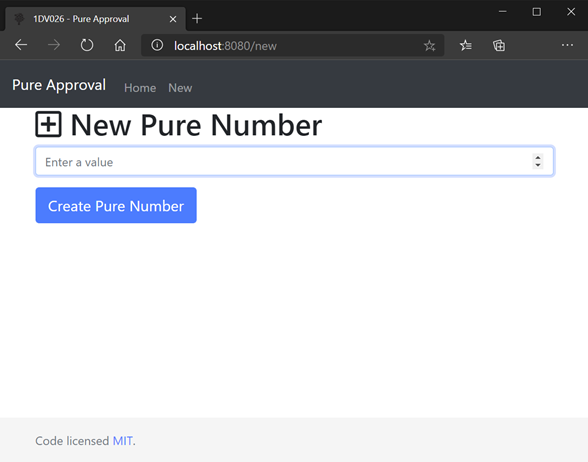 1DV026 - Pure Approval
localhost:8080/new
Pure Approval Home New
New Pure Number
Enter a value
Create Pure Number
Code licensed MIT.